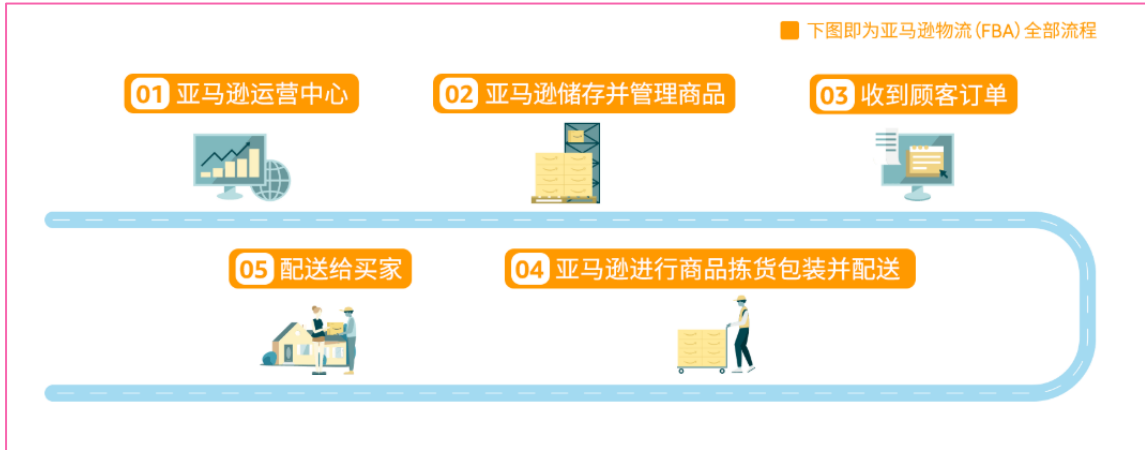 下图即为亚马逊物流(FBA)全部流程
01 亚马逊运营中心
02 亚马逊储存并管理商品
03 收到顾客订单
04 亚马逊进行商品拣货包装并配送
05 配送给买家